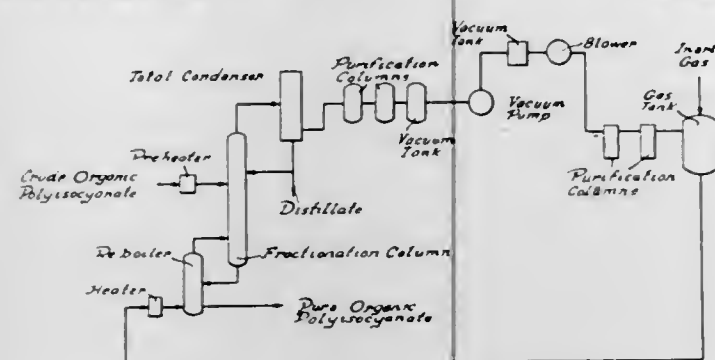 Vacuum
Tank
Blower
Inert
Gas
Total Condenser
Purification
Columns
Gas
Tank
Vacuum
Pump
Vacuum
Tank
Preheater
Crude Organic
Polyisocyanate
Purification
Columns
Distillate
Reboiler
Fractionation Column
Heater
Pure Organic
Polyisocyanate